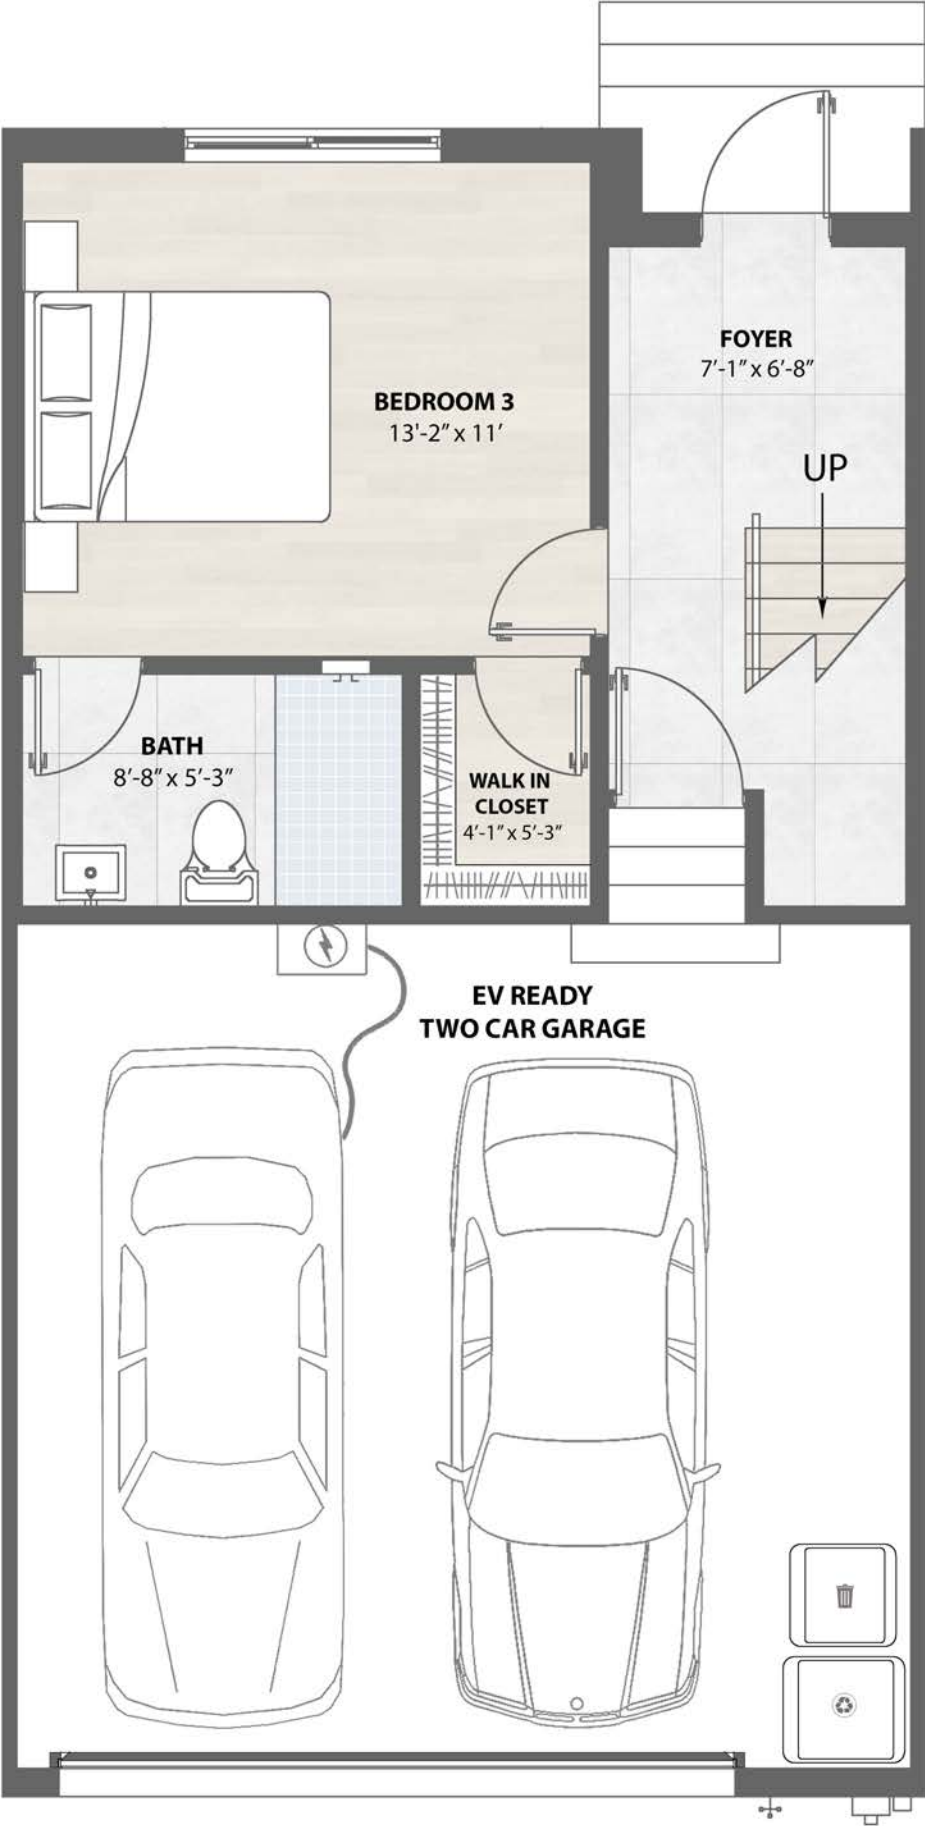 FOYER
7'-1" x 6'-8"
BEDROOM 3
13'-2" x 11'
UP
BATH
8'-8" x 5'-3"
WALK IN
CLOSET
4'-1" x 5'-3"
EV READY
TWO CAR GARAGE